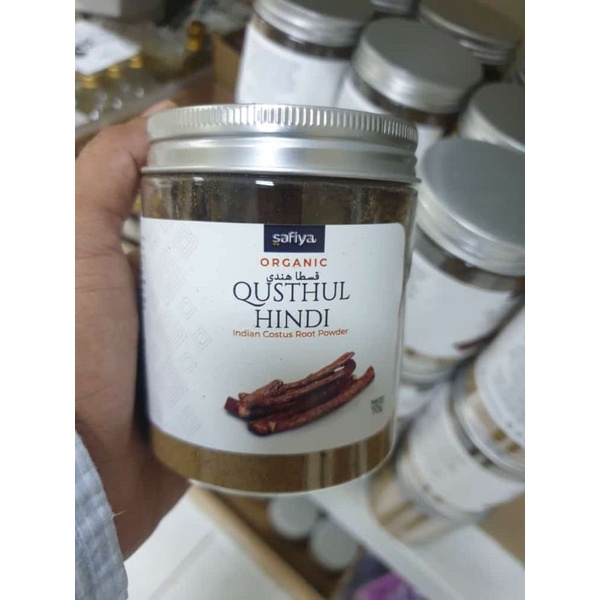 safiya
ORGANIC
قسطا هندي
QUSTHUL
HINDI
Indian Costus Root Powder